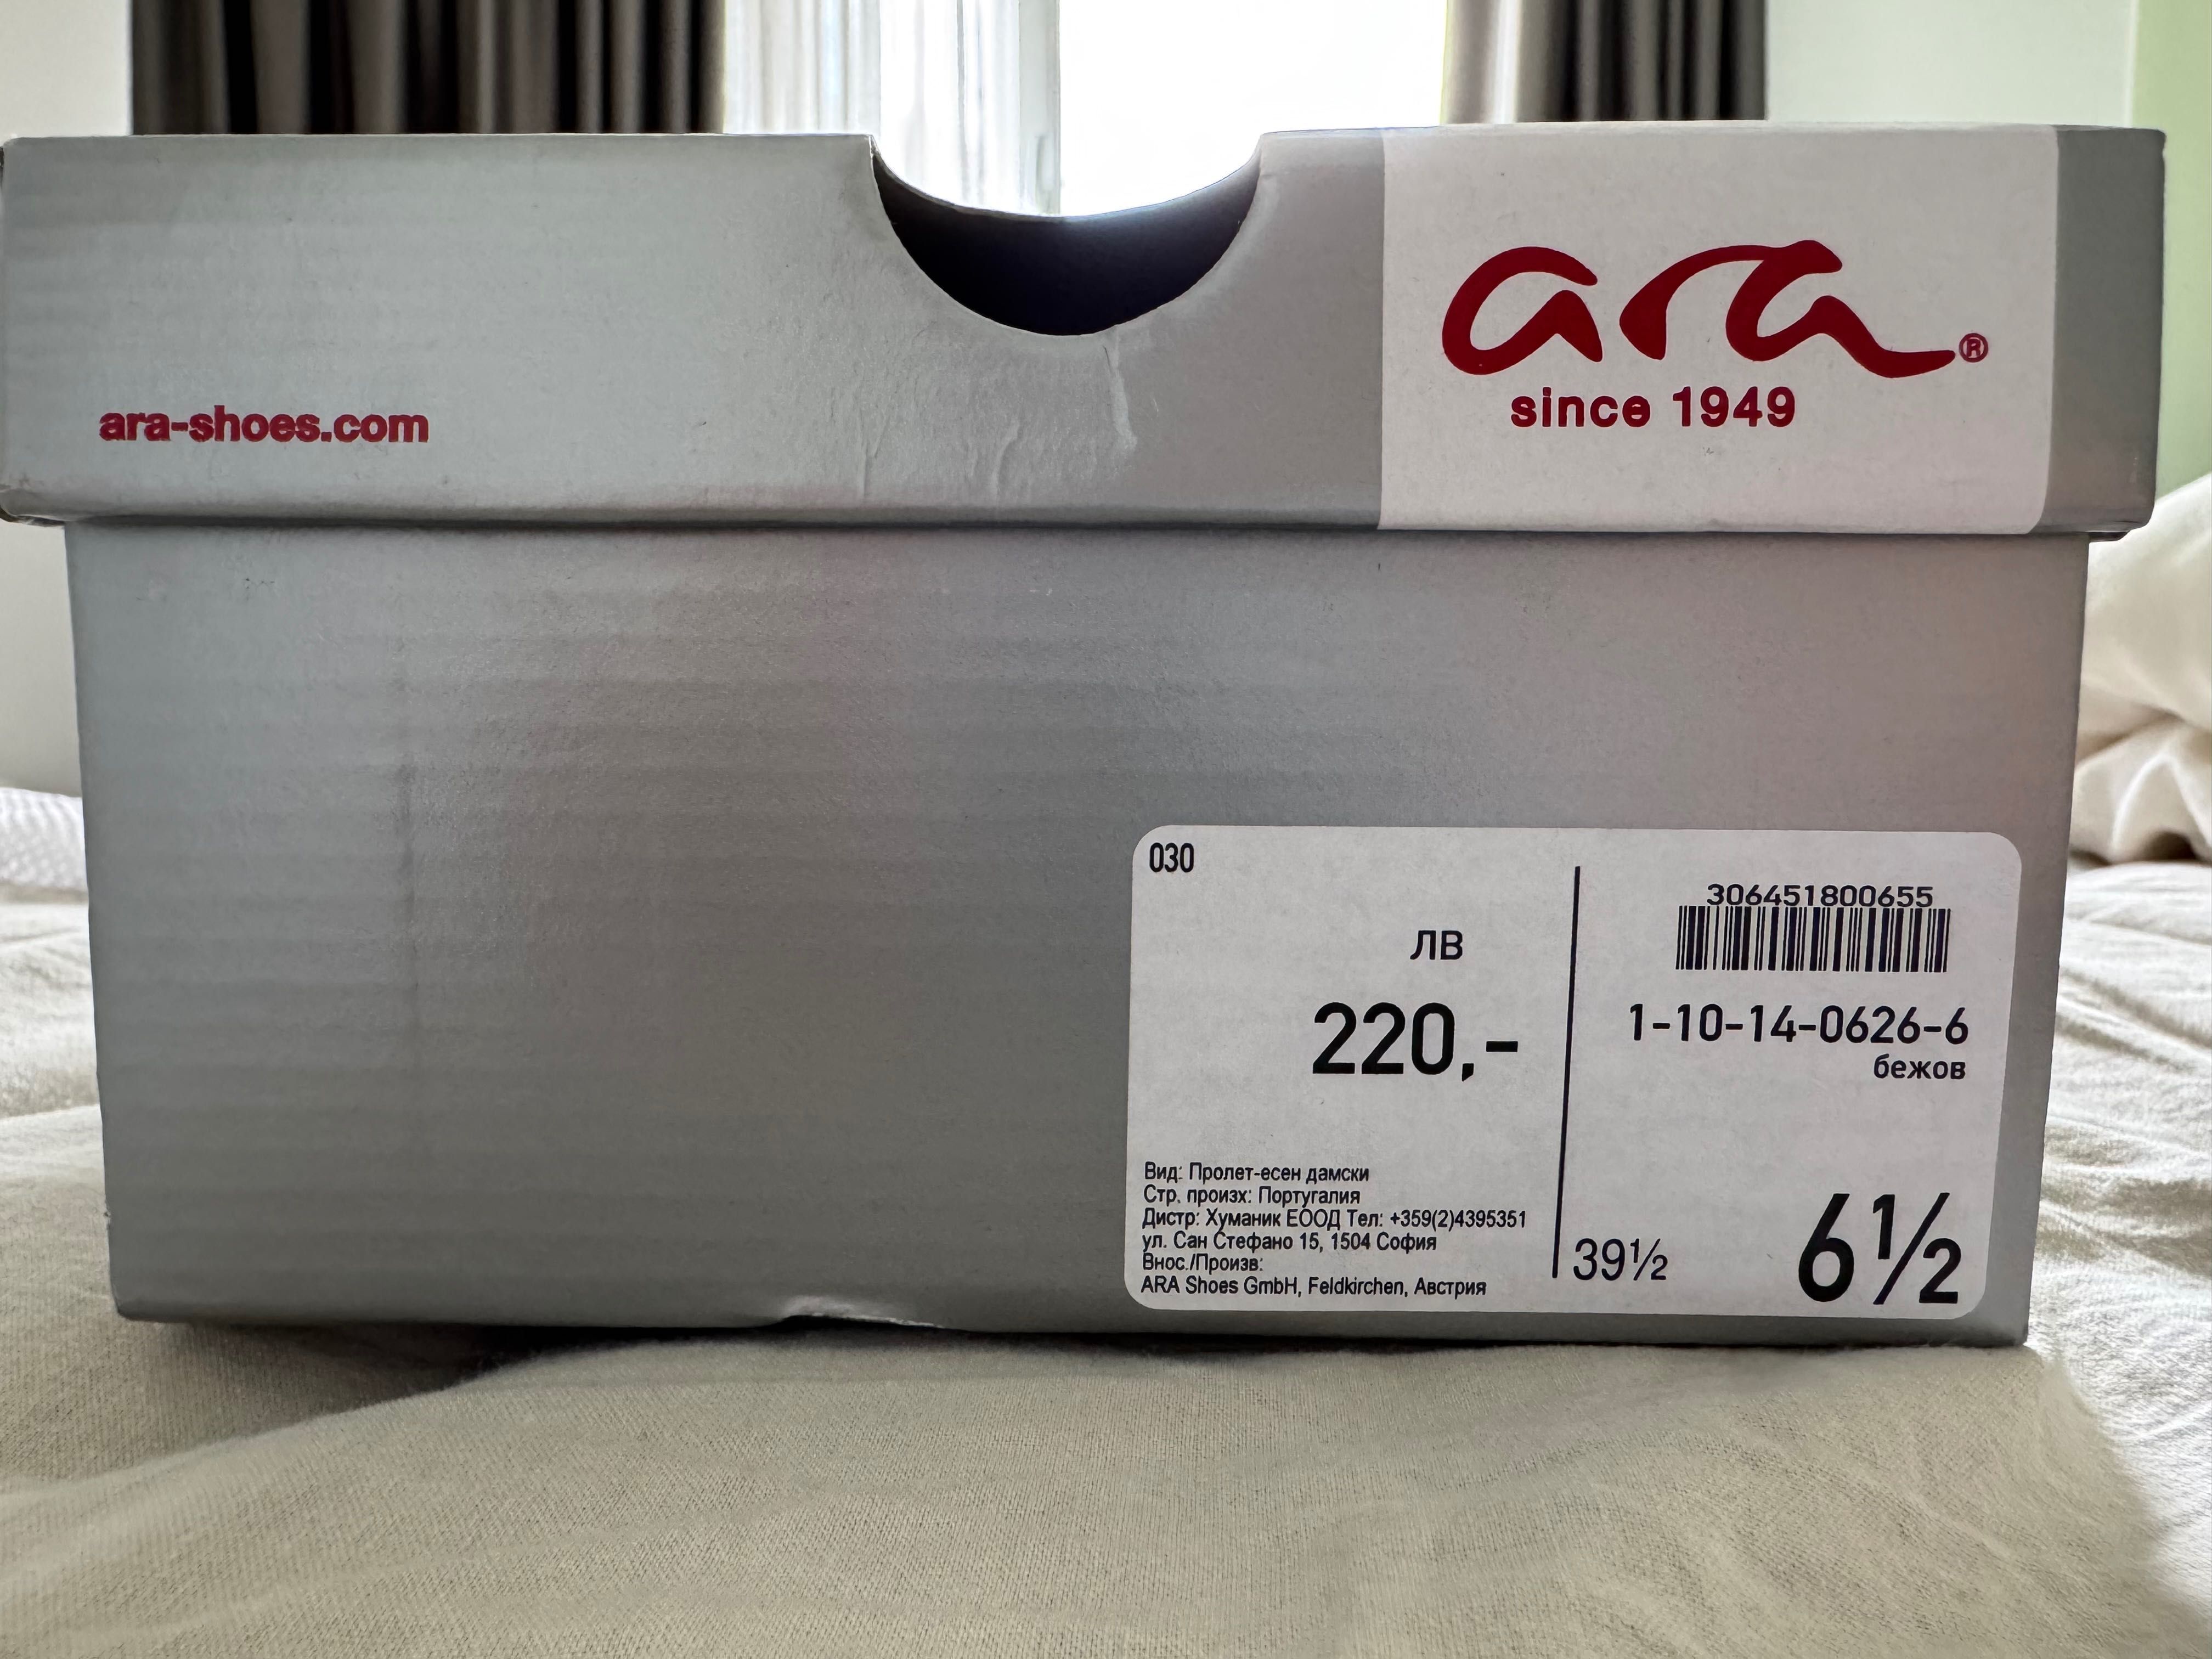 ara®
since 1949
ara-shoes.com
030
лв
220,-
Вид: Пролет-есен дамски
Стр. произх: Португалия
Дистр: Хуманик ЕООД Тел: +359(2)4395351
ул. Сан Стефано 15, 1504 София
Внос./Произв:
ARA Shoes GmbH, Feldkirchen, Австрия
306451800655
1-10-14-0626-6
бежов
39½
6½